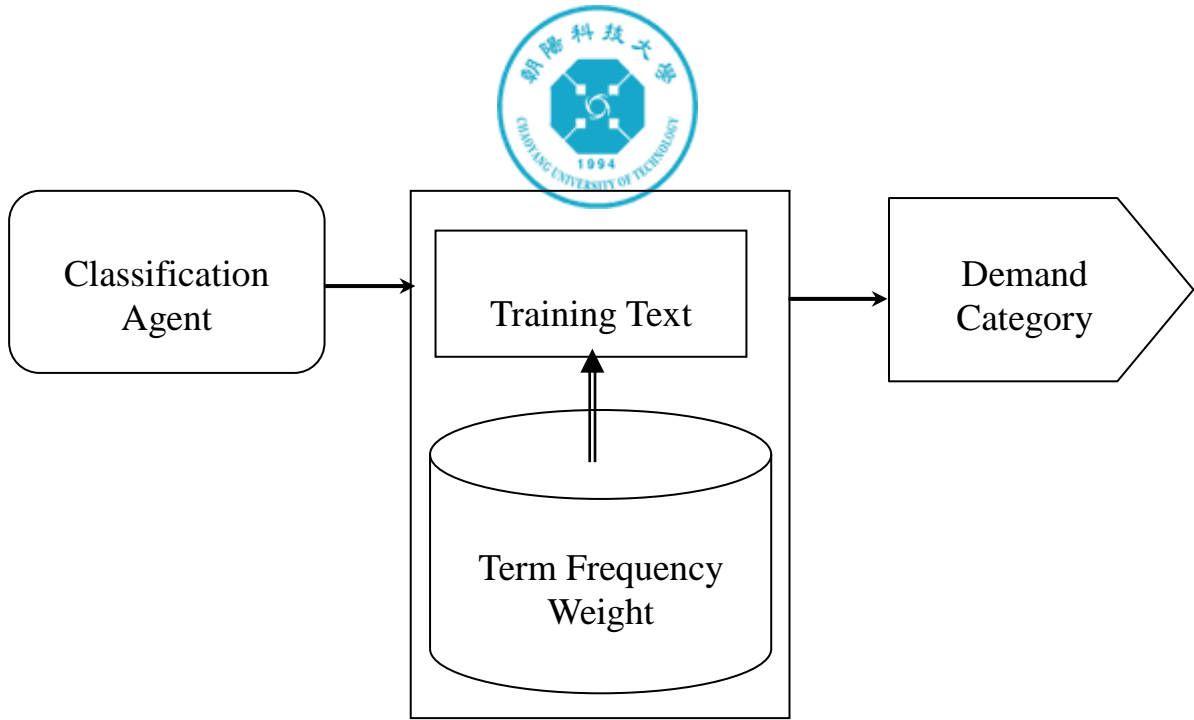 朝陽科技大學
CHAOYANG UNIVERSITY OF TECHNOLOGY
1994
Classification
Agent
Training Text
Demand
Category
Term Frequency
Weight